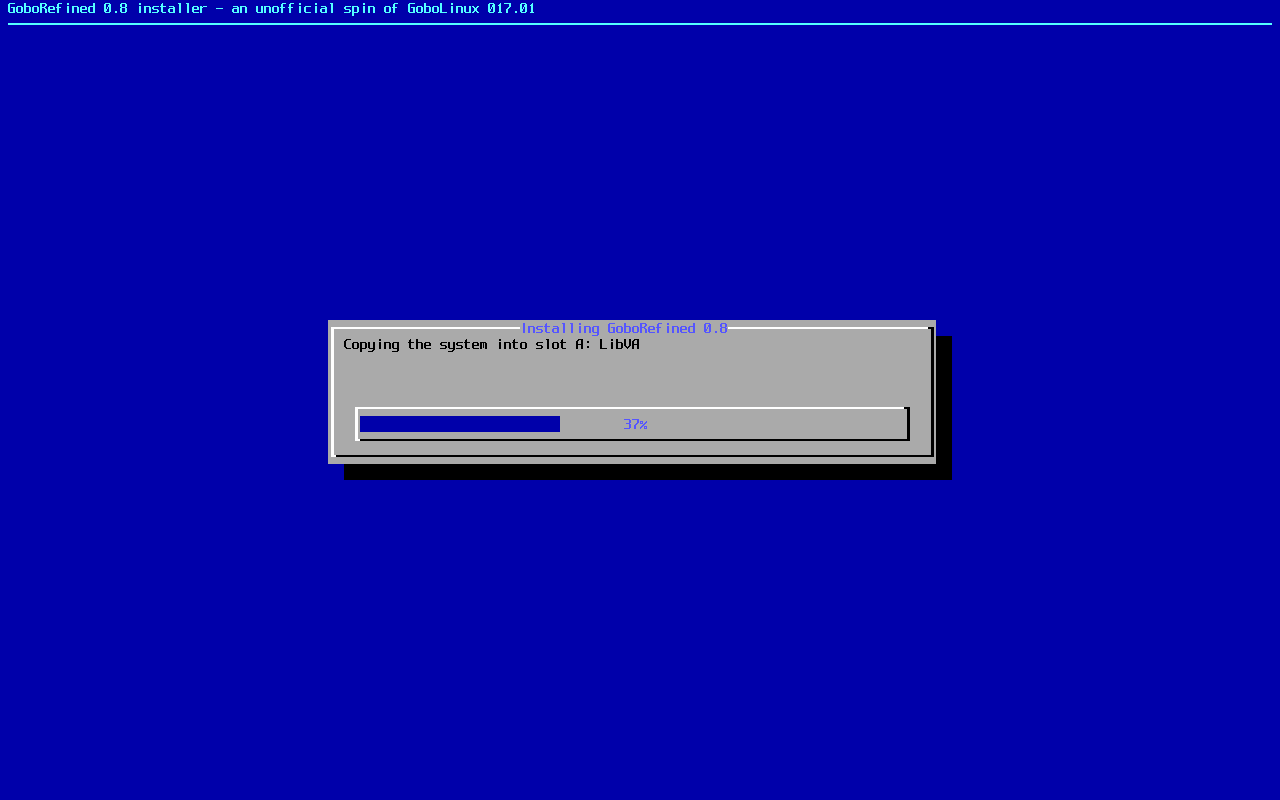 GoboRefined 0.8 installer - an unofficial spin of GoboLinux 017.01
Installing GoboRefined 0.8
Copying the system into slot A: LibVA
37%